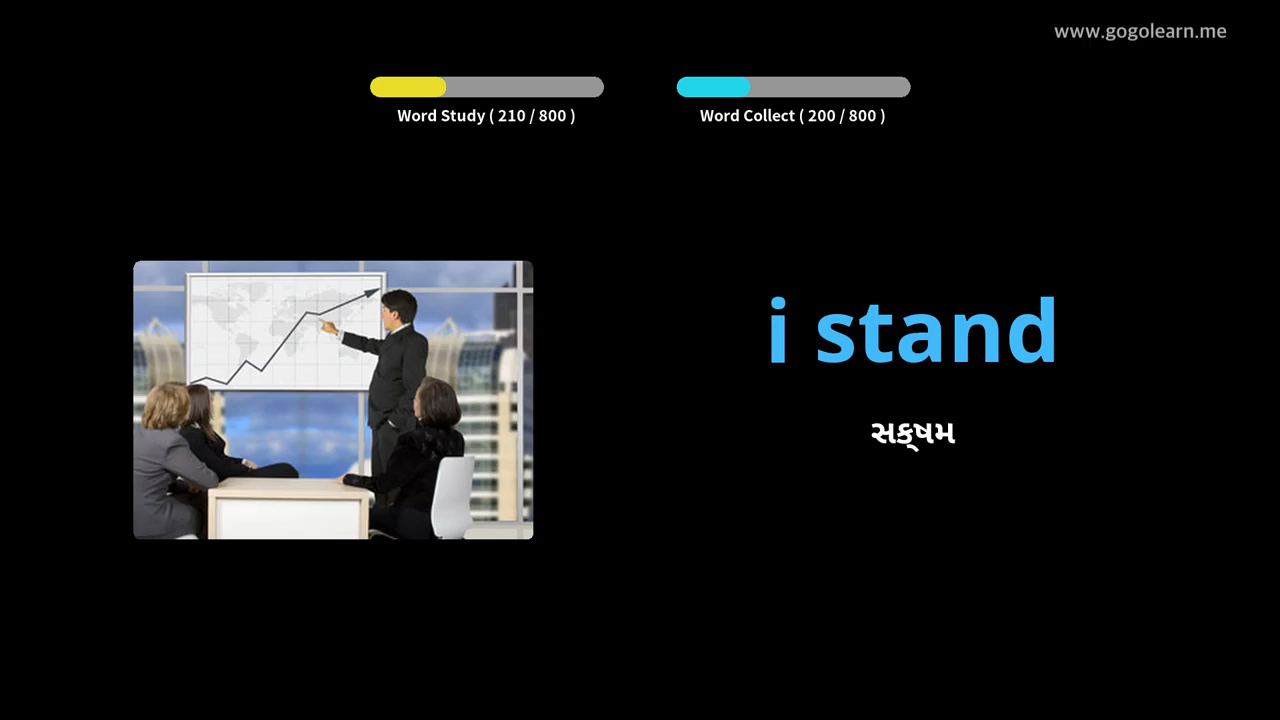 www.gogolearn.me
Word Study ( 210 / 800 )
Word Collect ( 200 / 800 )
i stand
સક્ષમ